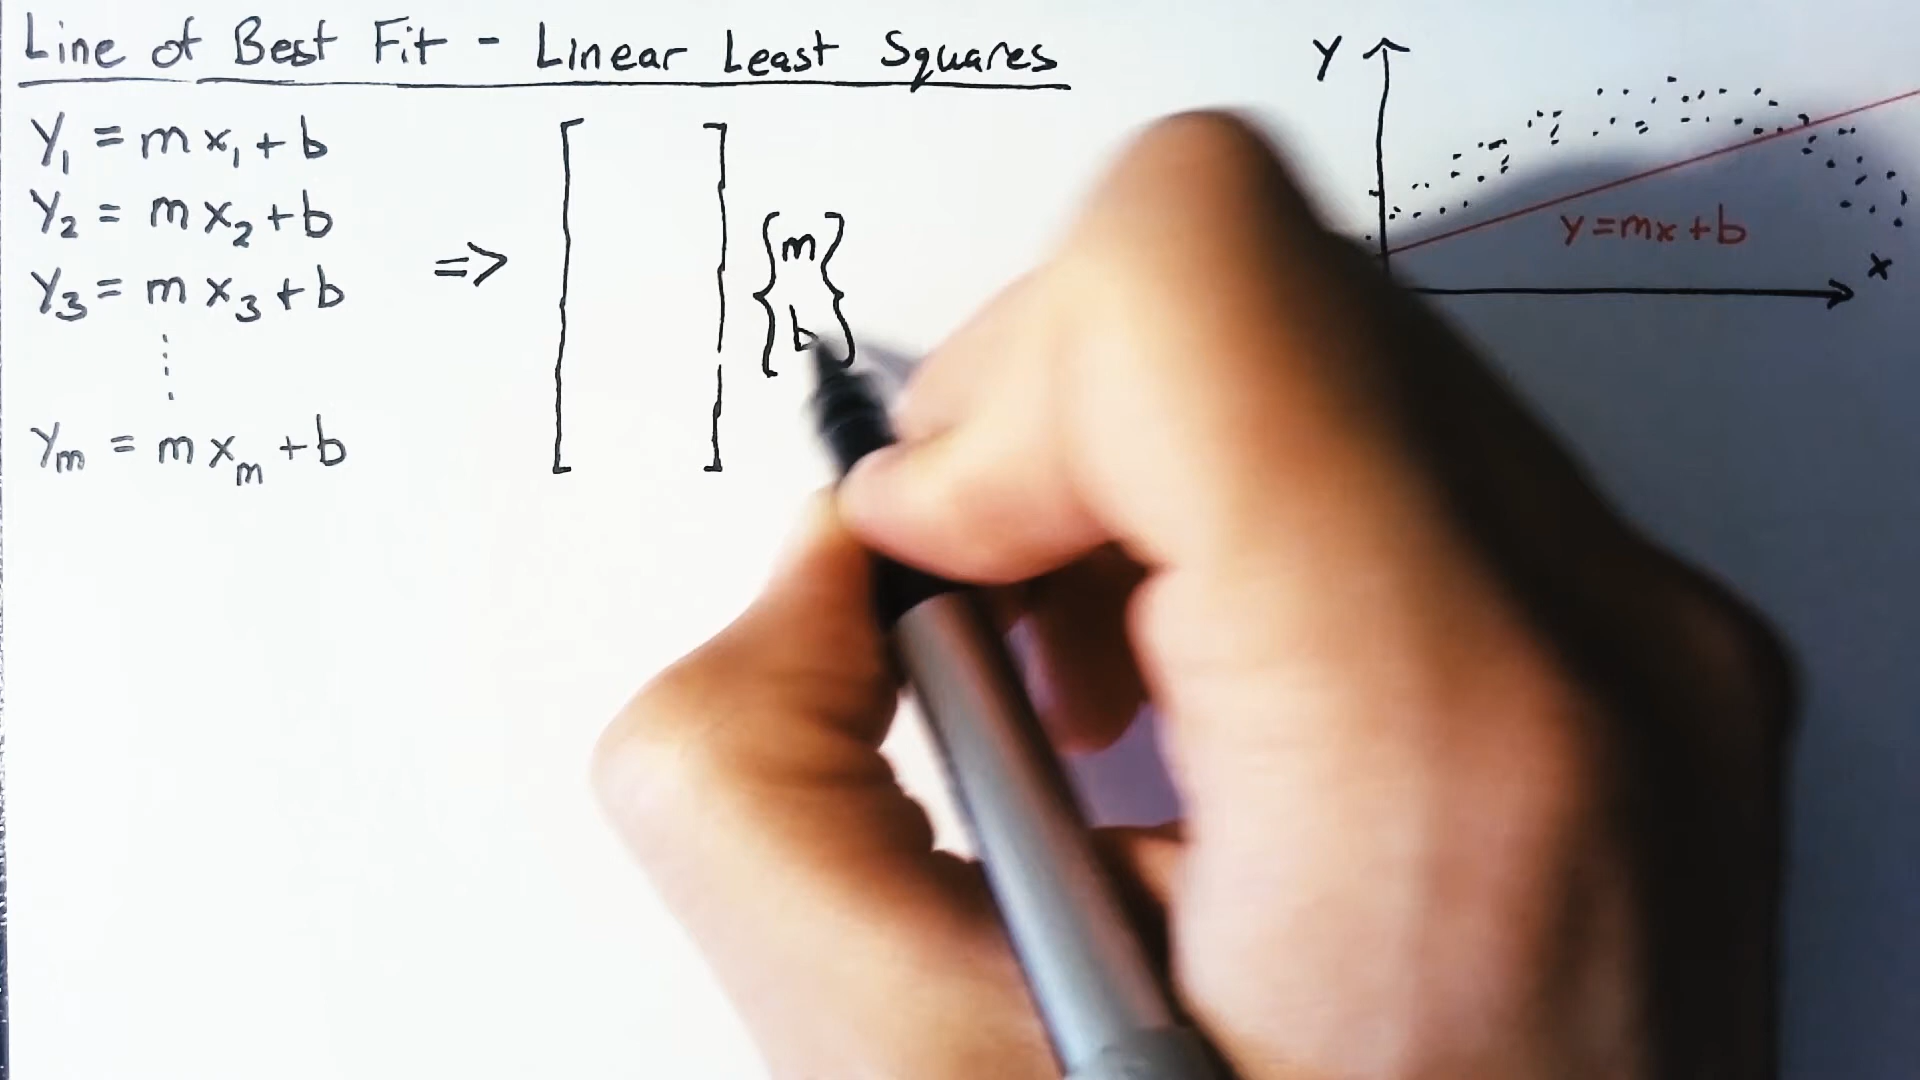 Line of Best Fit - Linear Least Squares
y₁ = m x₁ + b
y₂ = m x₂ + b
y₃ = m x₃ + b
⋮
yₘ = m xₘ + b
=> [ ] { m b }
y
y = mx + b
x